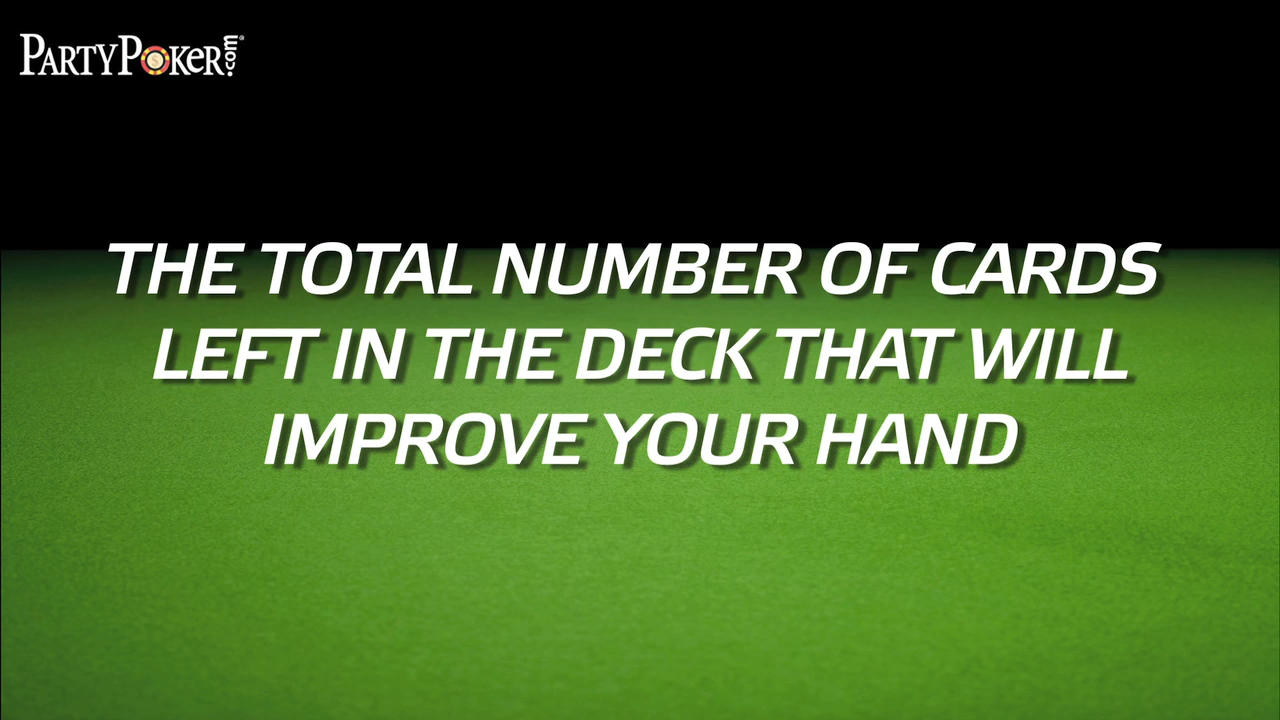 PARTYPOKER.com®
THE TOTAL NUMBER OF CARDS
LEFT IN THE DECK THAT WILL
IMPROVE YOUR HAND